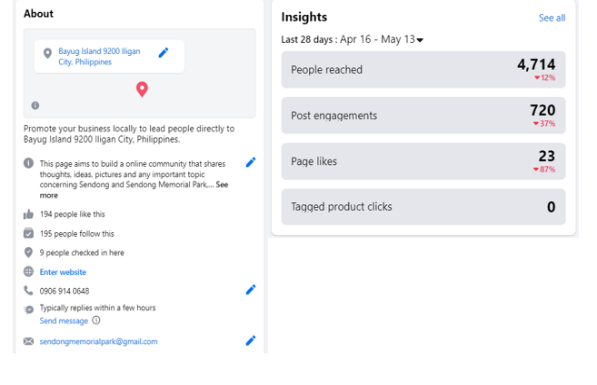 About
Bayug Island 9200 Iligan
City, Philippines
Promote your business locally to lead people directly to
Bayug Island 9200 Iligan City, Philippines.
This page aims to build a online community that shares
thoughts, ideas, pictures and any important topic
concerning Sendong and Sendong Memorial Park,... See
more
194 people like this
195 people follow this
9 people checked in here
Enter website
0906 914 0648
Typically replies within a few hours
Send message
sendongmemorialpark@gmail.com
Insights
See all
Last 28 days : Apr 16 - May 13
People reached
4,714
12%
Post engagements
720
37%
Page likes
23
87%
Tagged product clicks
0